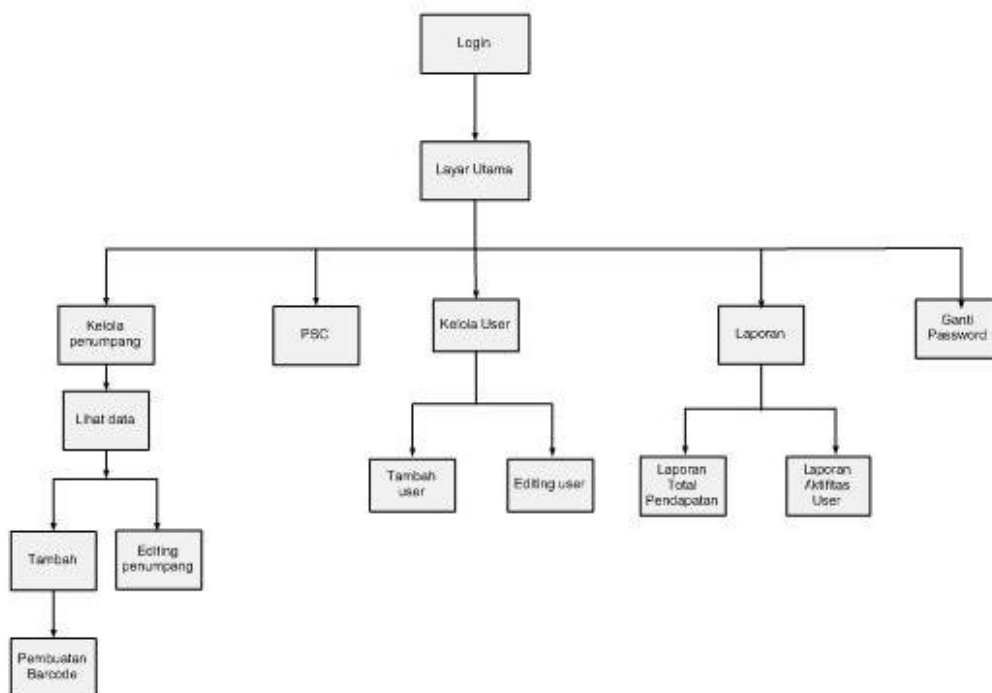 Login
Layar Utama
Kelola
penumpang
PSC
Kelola User
Laporan
Ganti
Password
Lihat data
Tambah
user
Editing user
Laporan
Total
Pendapatan
Laporan
Aktifitas
User
Tambah
Editing
penumpang
Pembuatan
Barcode